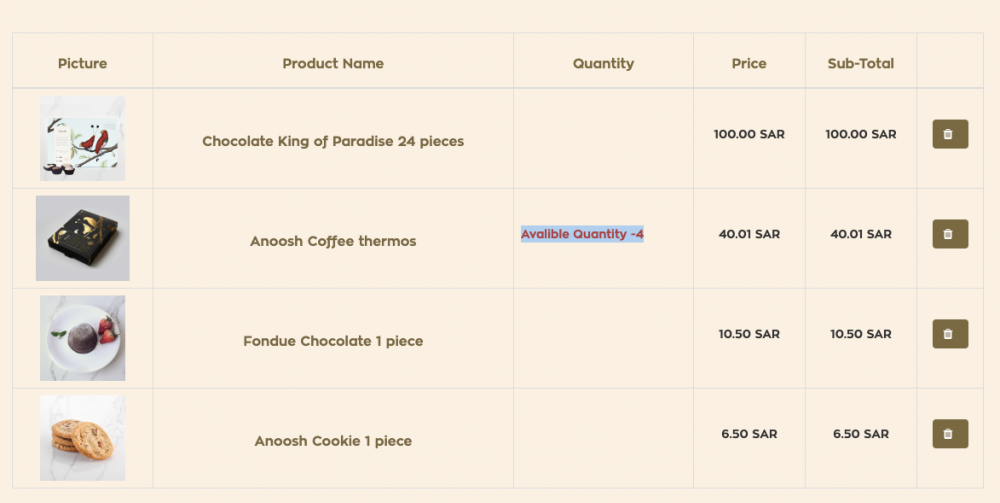 Picture Product Name Quantity Price Sub-Total
Chocolate King of Paradise 24 pieces 100.00 SAR 100.00 SAR
Anoosh Coffee thermos Avalible Quantity -4 40.01 SAR 40.01 SAR
Fondue Chocolate 1 piece 10.50 SAR 10.50 SAR
Anoosh Cookie 1 piece 6.50 SAR 6.50 SAR